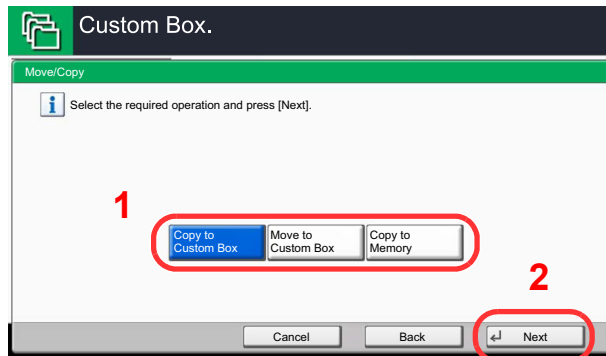 Custom Box.
Move/Copy
i Select the required operation and press [Next].
1
Copy to Move to Copy to
Custom Box Custom Box Memory
2
Cancel Back Next